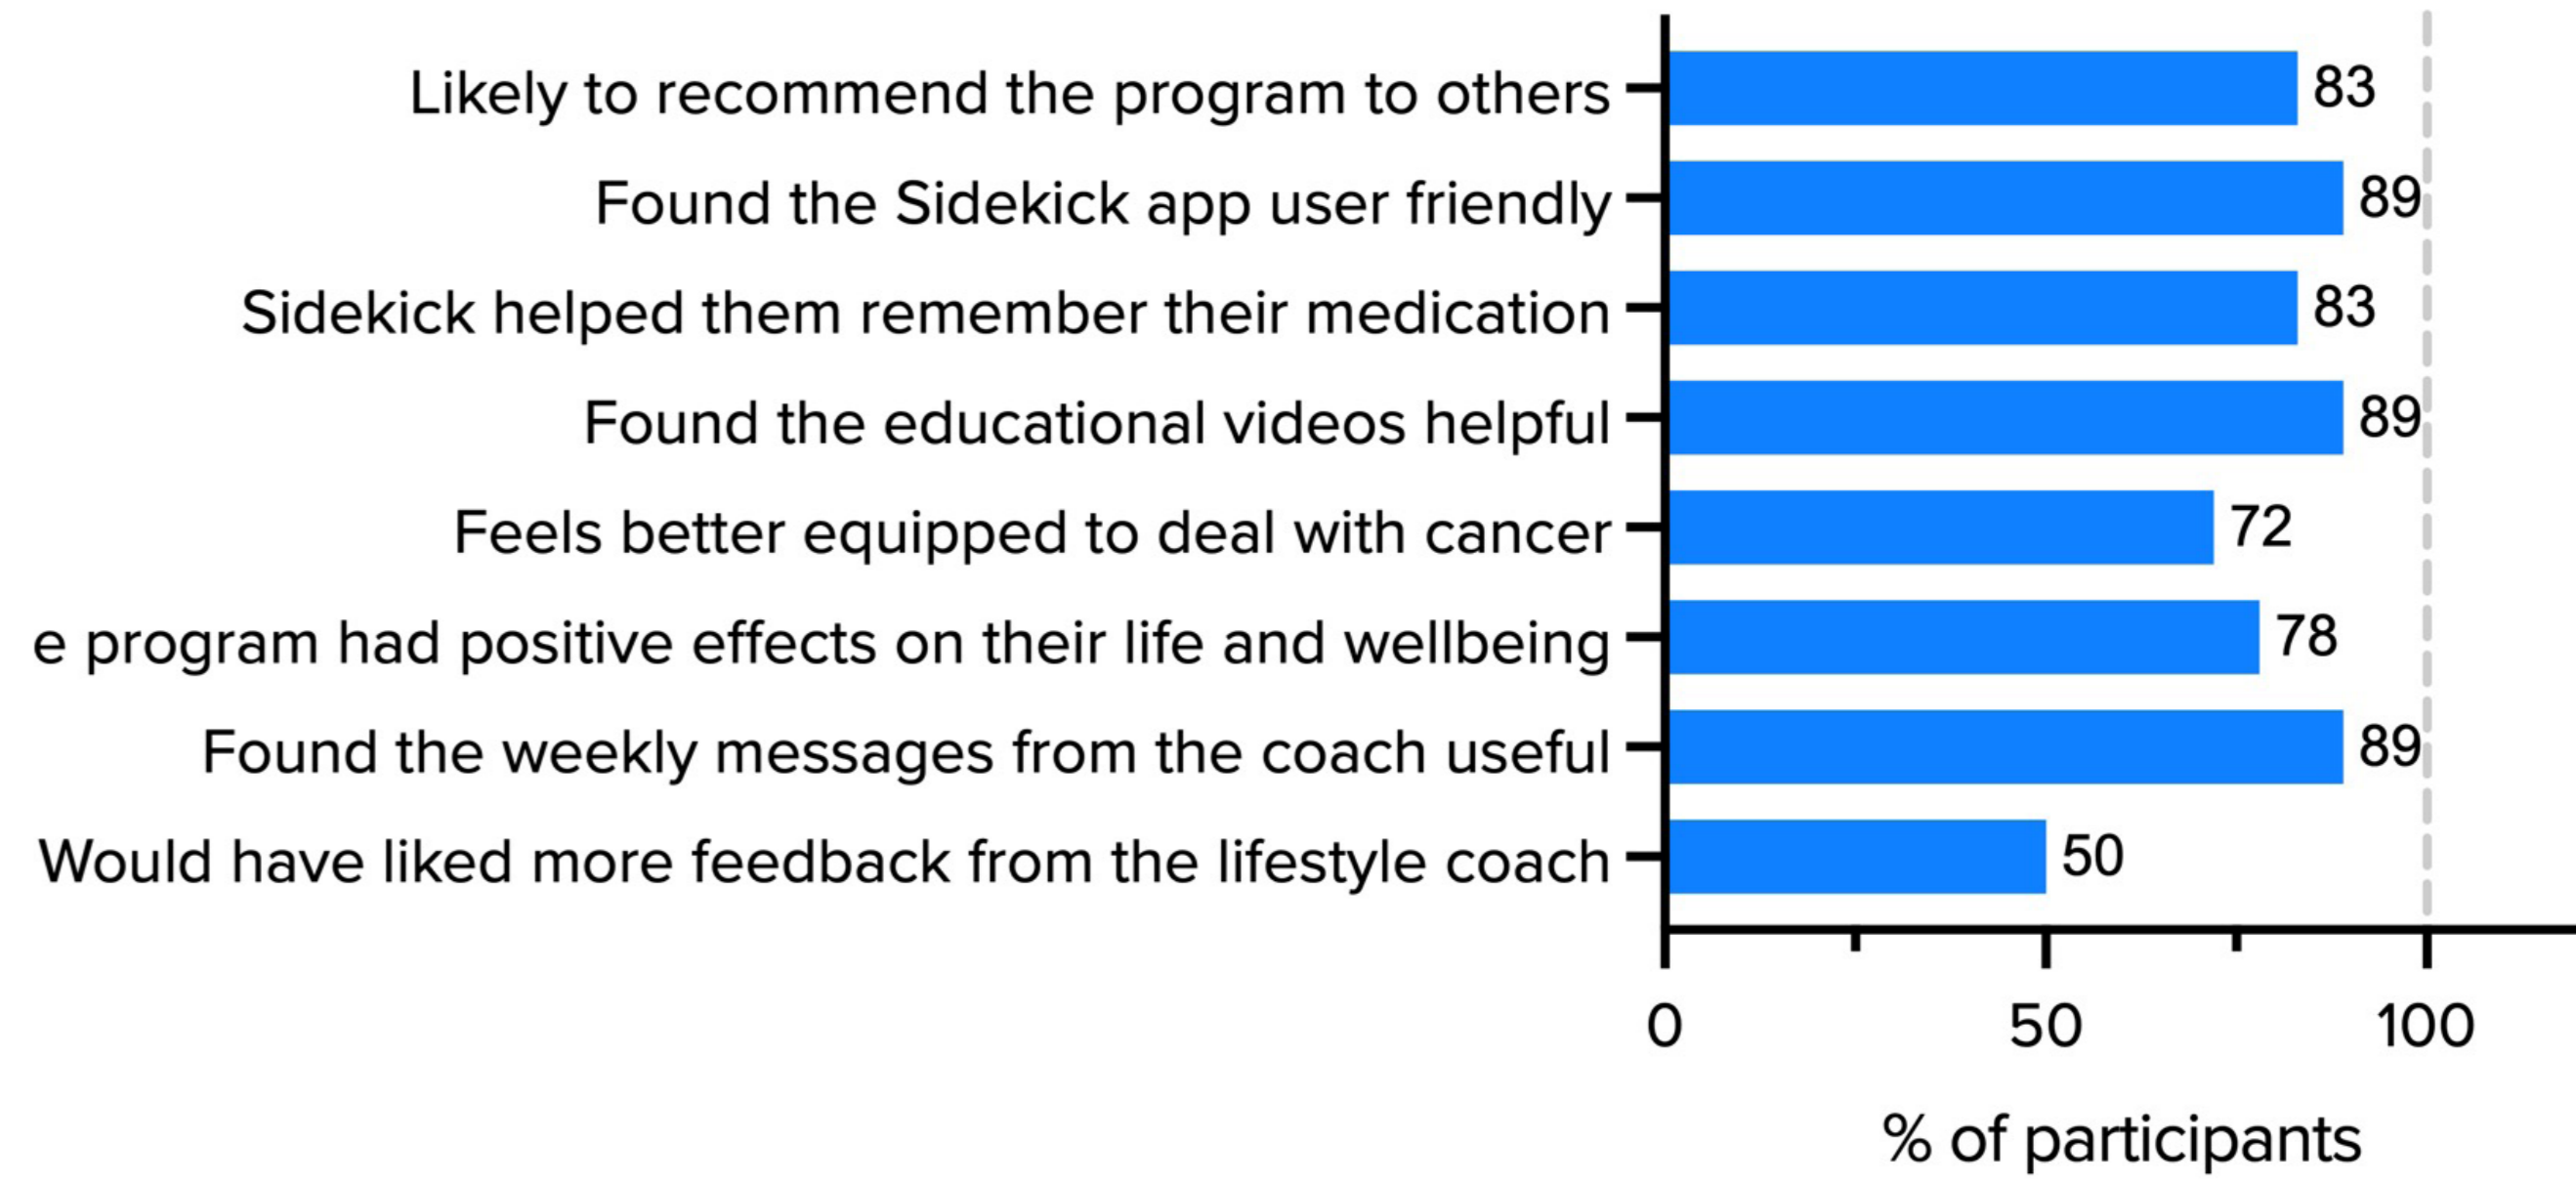 Likely to recommend the program to others 83
Found the Sidekick app user friendly 89
Sidekick helped them remember their medication 83
Found the educational videos helpful 89
Feels better equipped to deal with cancer 72
e program had positive effects on their life and wellbeing 78
Found the weekly messages from the coach useful 89
Would have liked more feedback from the lifestyle coach 50
0 50 100
% of participants